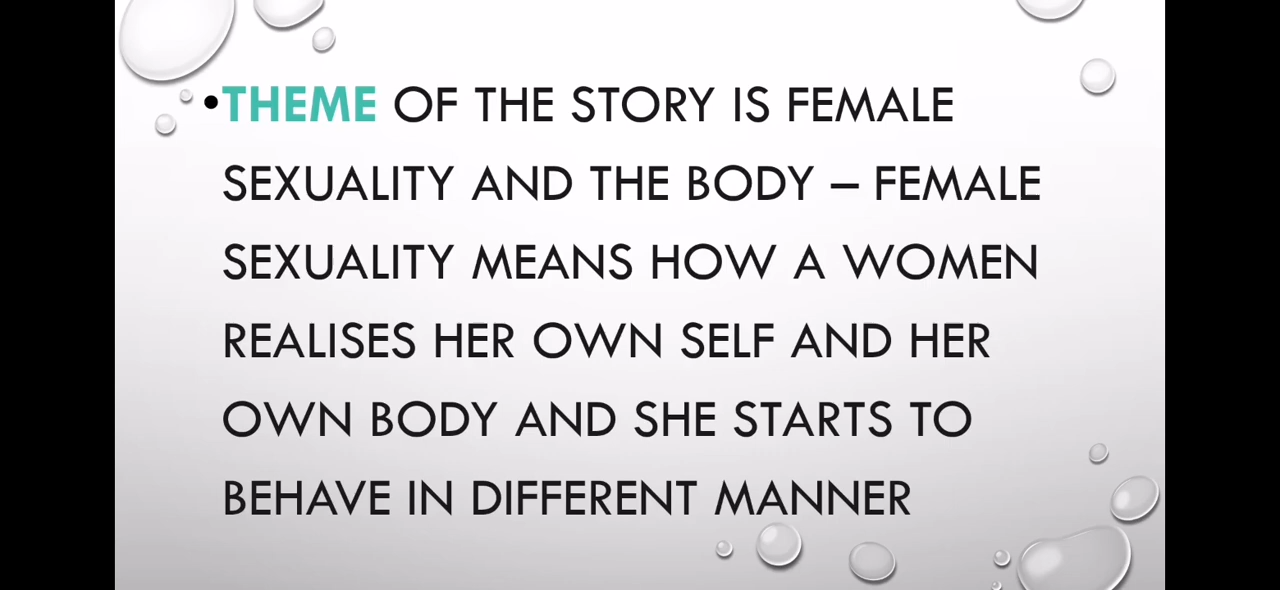 •THEME OF THE STORY IS FEMALE
SEXUALITY AND THE BODY – FEMALE
SEXUALITY MEANS HOW A WOMEN
REALISES HER OWN SELF AND HER
OWN BODY AND SHE STARTS TO
BEHAVE IN DIFFERENT MANNER